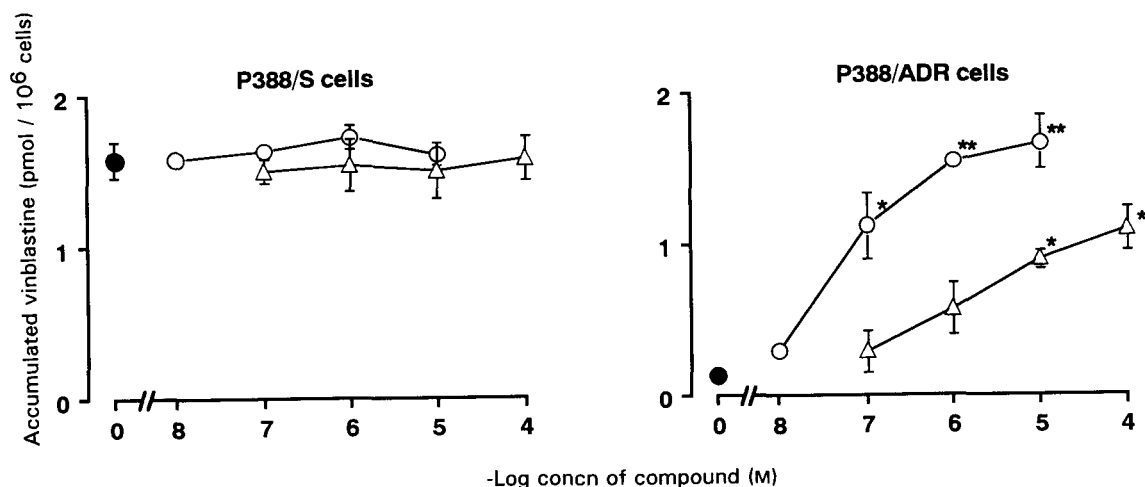 P388/S cells
P388/ADR cells
Accumulated vinblastine (pmol / 10⁶ cells)
2
1
0
0 8 7 6 5 4
2
1
0
*
**
**
*
*
0 8 7 6 5 4
-Log concn of compound (M)